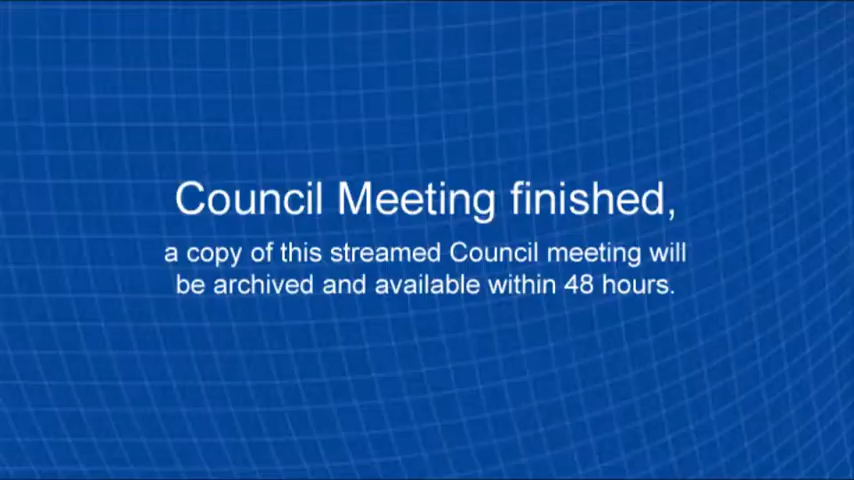 Council Meeting finished,
a copy of this streamed Council meeting will
be archived and available within 48 hours.